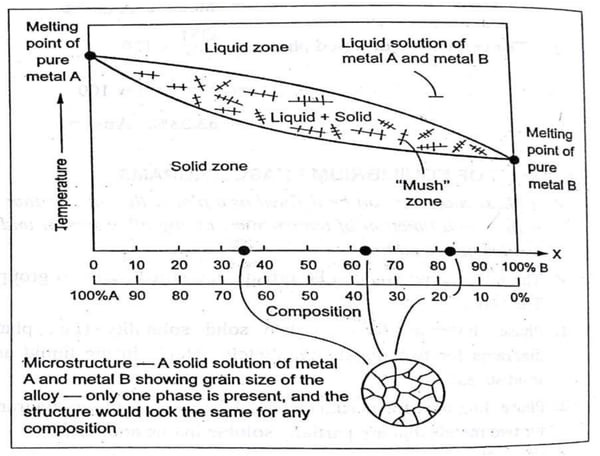 Melting
point of
pure
metal A
Liquid zone
Liquid solution of
metal A and metal B
Liquid + Solid
Solid zone
"Mush"
zone
Melting
point of
pure
metal B
Temperature
X
0 10 20 30 40 50 60 70 80 90 100% B
100%A 90 80 70 60 50 40 30 20 10 0%
Composition
Microstructure — A solid solution of metal
A and metal B showing grain size of the
alloy — only one phase is present, and the
structure would look the same for any
composition